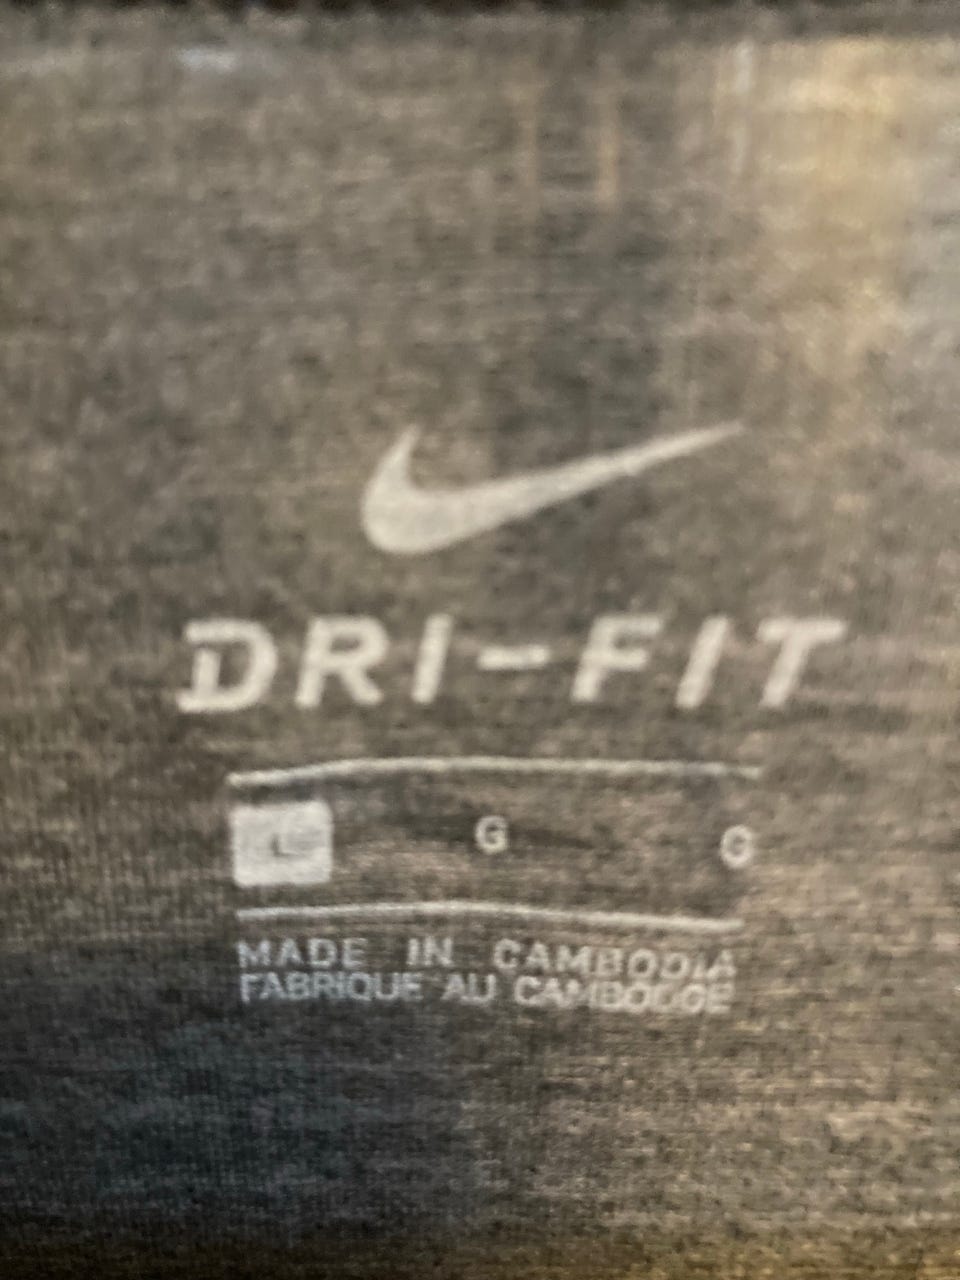 DRI-FIT
L G G
MADE IN CAMBODIA
FABRIQUE AU CAMBODGE